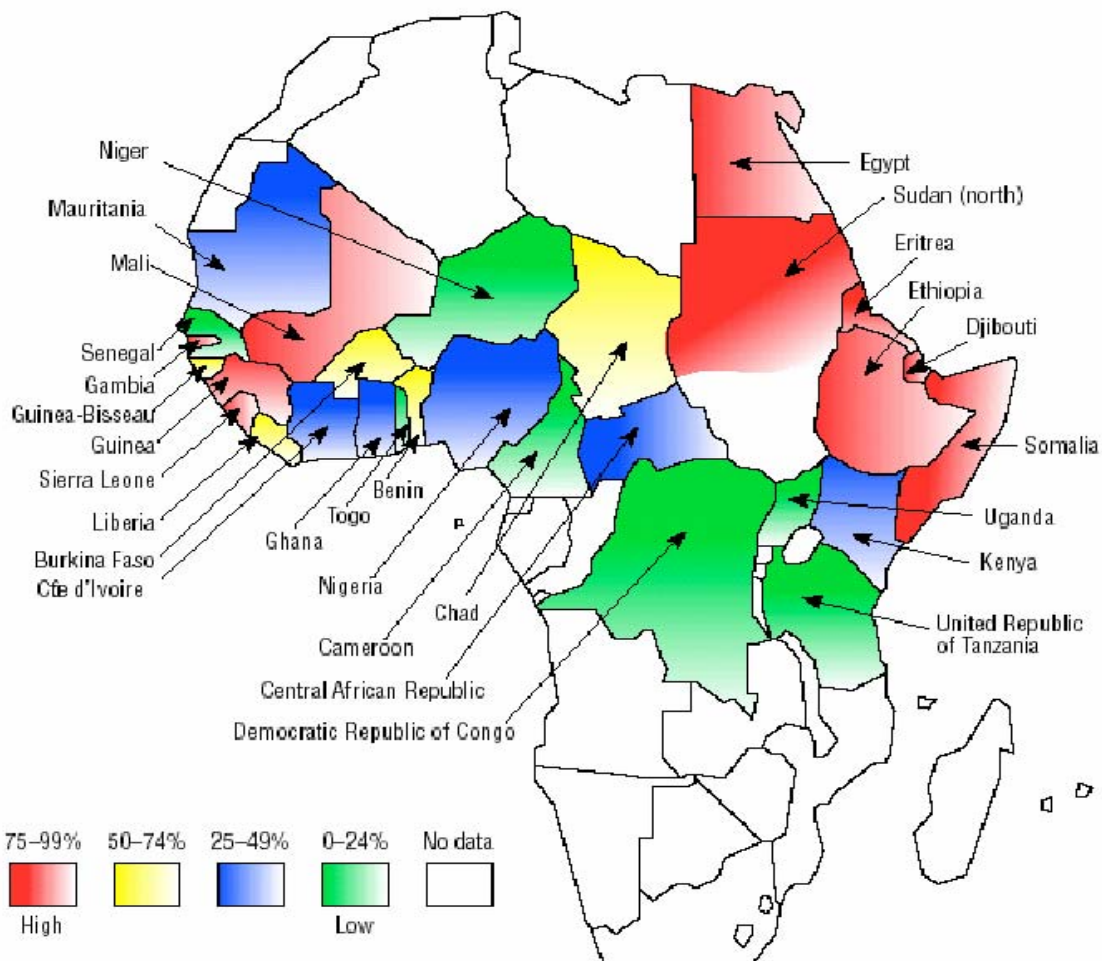 Niger
Mauritania
Mali
Senegal
Gambia
Guinea-Bisseau
Guinea
Sierra Leone
Liberia
Burkina Faso
Cťe d'Ivoire
Ghana
Togo
Benin
Nigeria
Cameroon
Chad
Central African Republic
Democratic Republic of Congo
Egypt
Sudan (north)
Eritrea
Ethiopia
Djibouti
Somalia
Uganda
Kenya
United Republic
of Tanzania
75–99% 50–74% 25–49% 0–24% No data
High Low